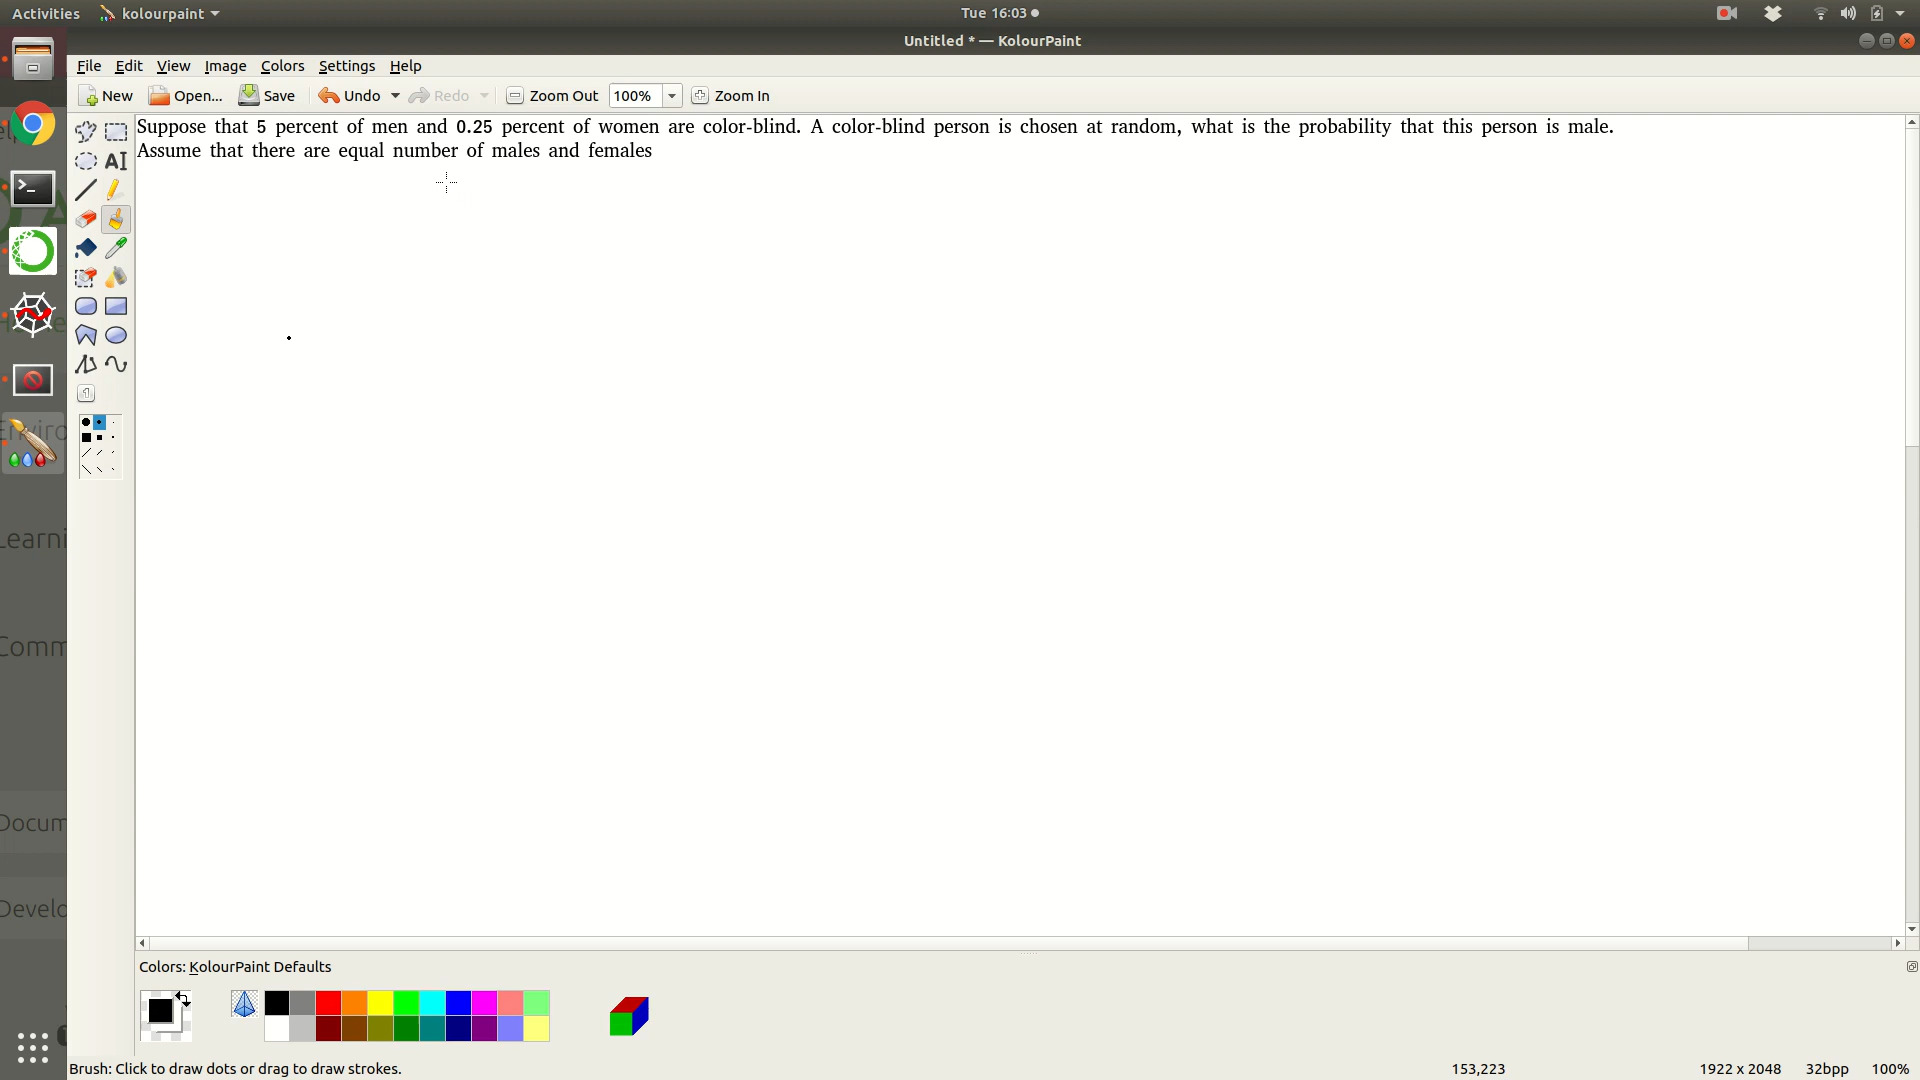 Activities kolourpaint Tue 16:03
Untitled * — KolourPaint
File Edit View Image Colors Settings Help
New Open... Save Undo Redo Zoom Out 100% Zoom In
Suppose that 5 percent of men and 0.25 percent of women are color-blind. A color-blind person is chosen at random, what is the probability that this person is male.
Assume that there are equal number of males and females
Learni
Comm
Docum
Develo
Colors: KolourPaint Defaults
Brush: Click to draw dots or drag to draw strokes. 153,223 1922 x 2048 32bpp 100%